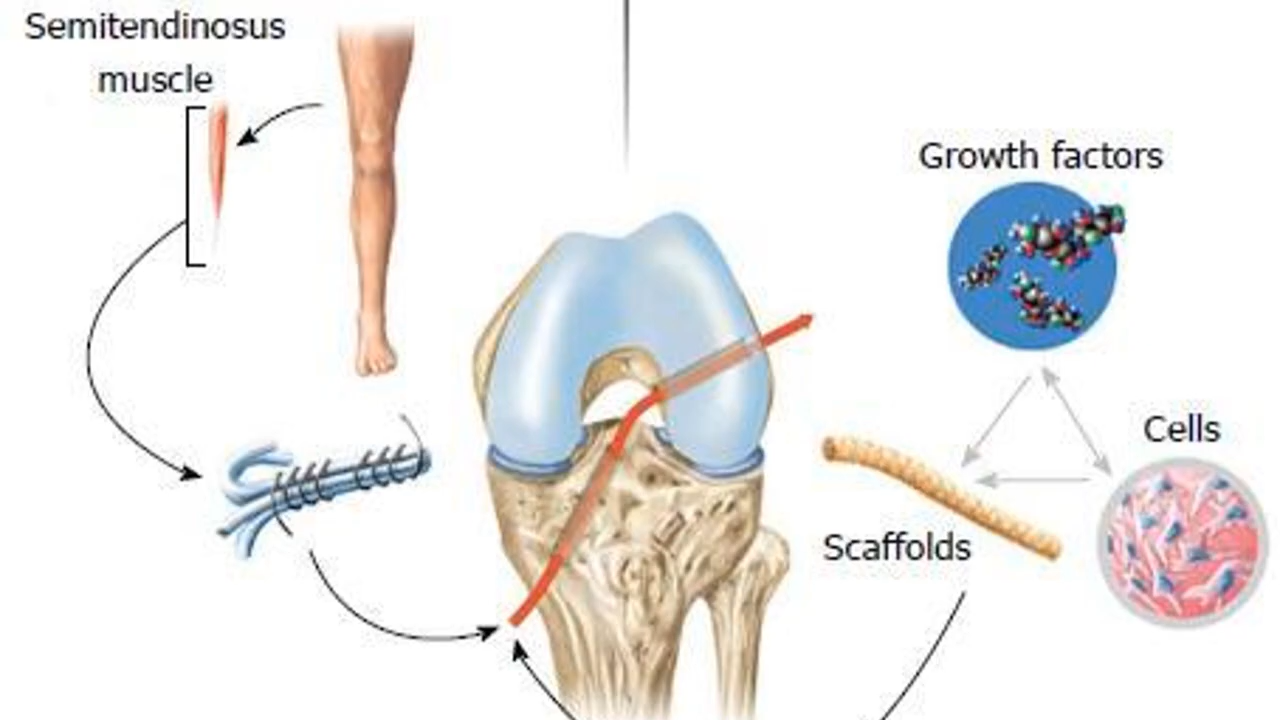 Semitendinosus
muscle
Growth factors
Cells
Scaffolds